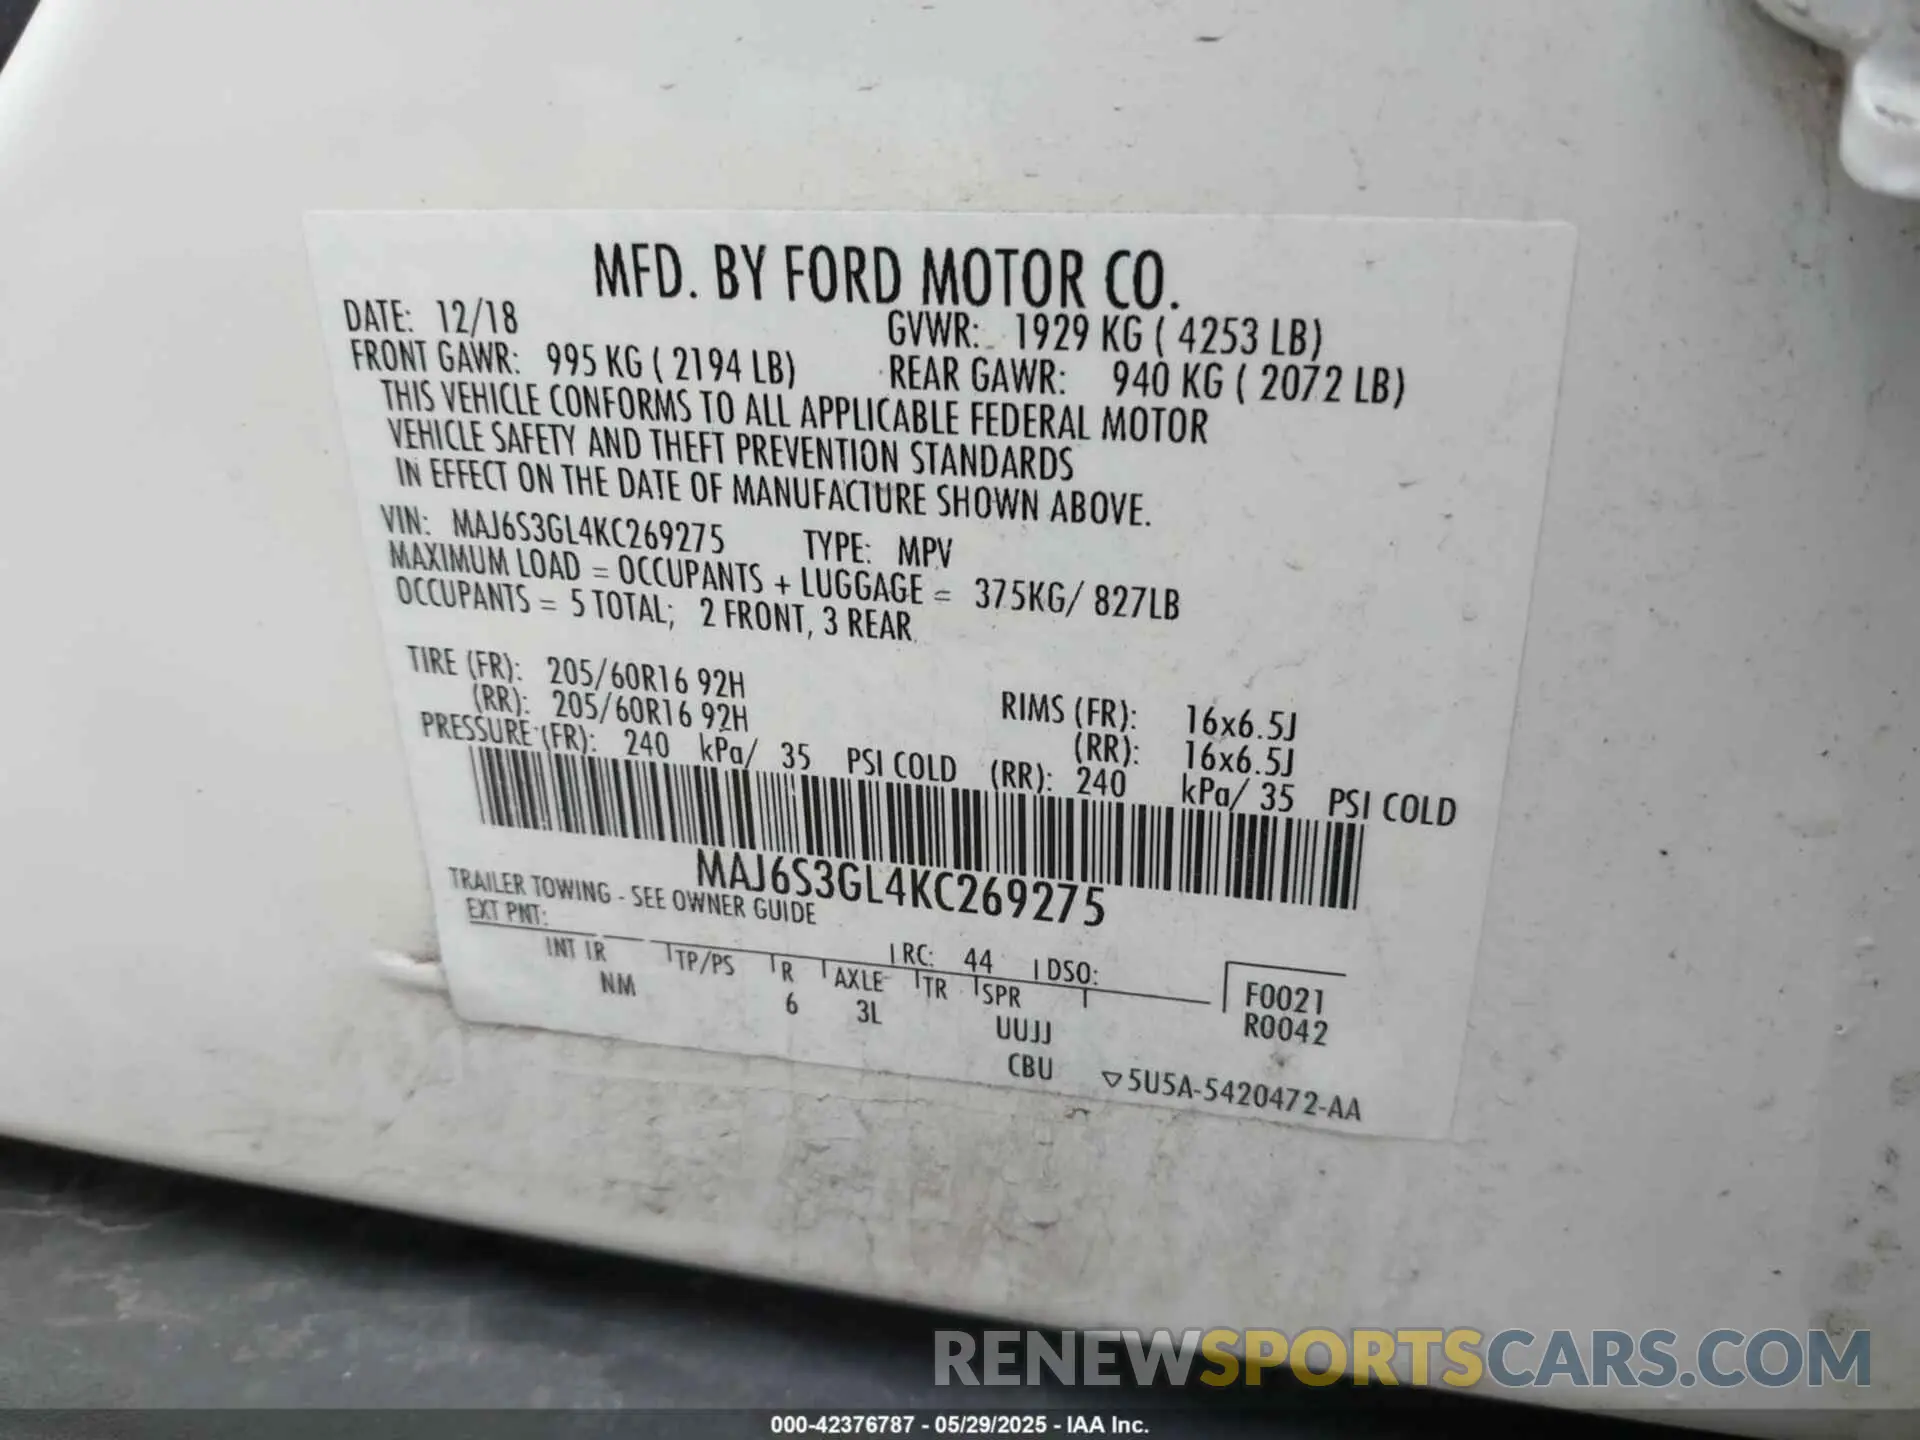 MFD. BY FORD MOTOR CO.
DATE: 12/18 GVWR: 1929 KG ( 4253 LB)
FRONT GAWR: 995 KG ( 2194 LB) REAR GAWR: 940 KG ( 2072 LB)
THIS VEHICLE CONFORMS TO ALL APPLICABLE FEDERAL MOTOR
VEHICLE SAFETY AND THEFT PREVENTION STANDARDS
IN EFFECT ON THE DATE OF MANUFACTURE SHOWN ABOVE.
VIN: MAJ6S3GL4KC269275 TYPE: MPV
MAXIMUM LOAD = OCCUPANTS + LUGGAGE = 375KG/ 827LB
OCCUPANTS = 5 TOTAL; 2 FRONT, 3 REAR
TIRE (FR): 205/60R16 92H RIMS (FR): 16x6.5J
(RR): 205/60R16 92H (RR): 16x6.5J
PRESSURE (FR): 240 kPa/ 35 PSI COLD (RR): 240 kPa/ 35 PSI COLD
MAJ6S3GL4KC269275
TRAILER TOWING - SEE OWNER GUIDE
EXT PNT: RC: 44 DSO: F0021
INT TR TP/PS R AXLE TR SPR R0042
NM 6 3L UUJJ
CBU ▽5U5A-5420472-AA
RENEWSPORTSCARS.COM
000-42376787 - 05/29/2025 - IAA Inc.